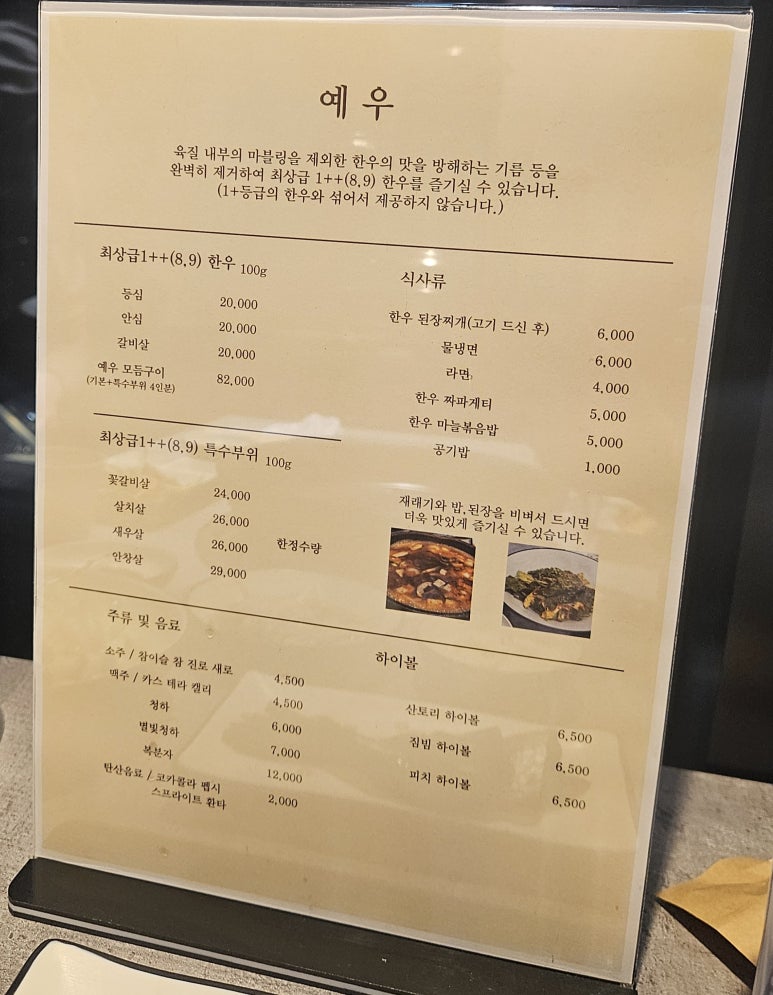 예우
육질 내부의 마블링을 제외한 한우의 맛을 방해하는 기름 등을
완벽히 제거하여 최상급 1++(8,9) 한우를 즐기실 수 있습니다.
(1+등급의 한우와 섞어서 제공하지 않습니다.)
최상급1++(8,9) 한우 100g
등심 20,000
안심 20,000
갈비살 20,000
예우 모듬구이 82,000
(기본+특수부위 4인분)
최상급1++(8,9) 특수부위 100g
꽃갈비살 24,000
살치살 26,000
새우살 26,000 한정수량
안창살 29,000
식사류
한우 된장찌개(고기 드신 후) 6,000
물냉면 6,000
라면 4,000
한우 짜파게티 5,000
한우 마늘볶음밥 5,000
공기밥 1,000
재래기와 밥,된장을 비벼서 드시면
더욱 맛있게 즐기실 수 있습니다.
주류 및 음료
소주 / 참이슬 참 진로 새로 4,500
맥주 / 카스 테라 켈리 4,500
청하 6,000
별빛청하 7,000
복분자 12,000
탄산음료 / 코카콜라 펩시 2,000
스프라이트 환타
하이볼
산토리 하이볼 6,500
짐빔 하이볼 6,500
피치 하이볼 6,500